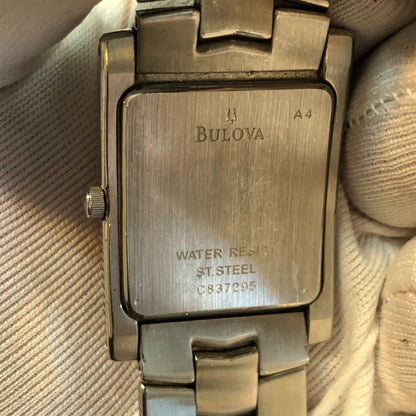 A4
BULOVA
WATER RESIST
ST.STEEL
C837295